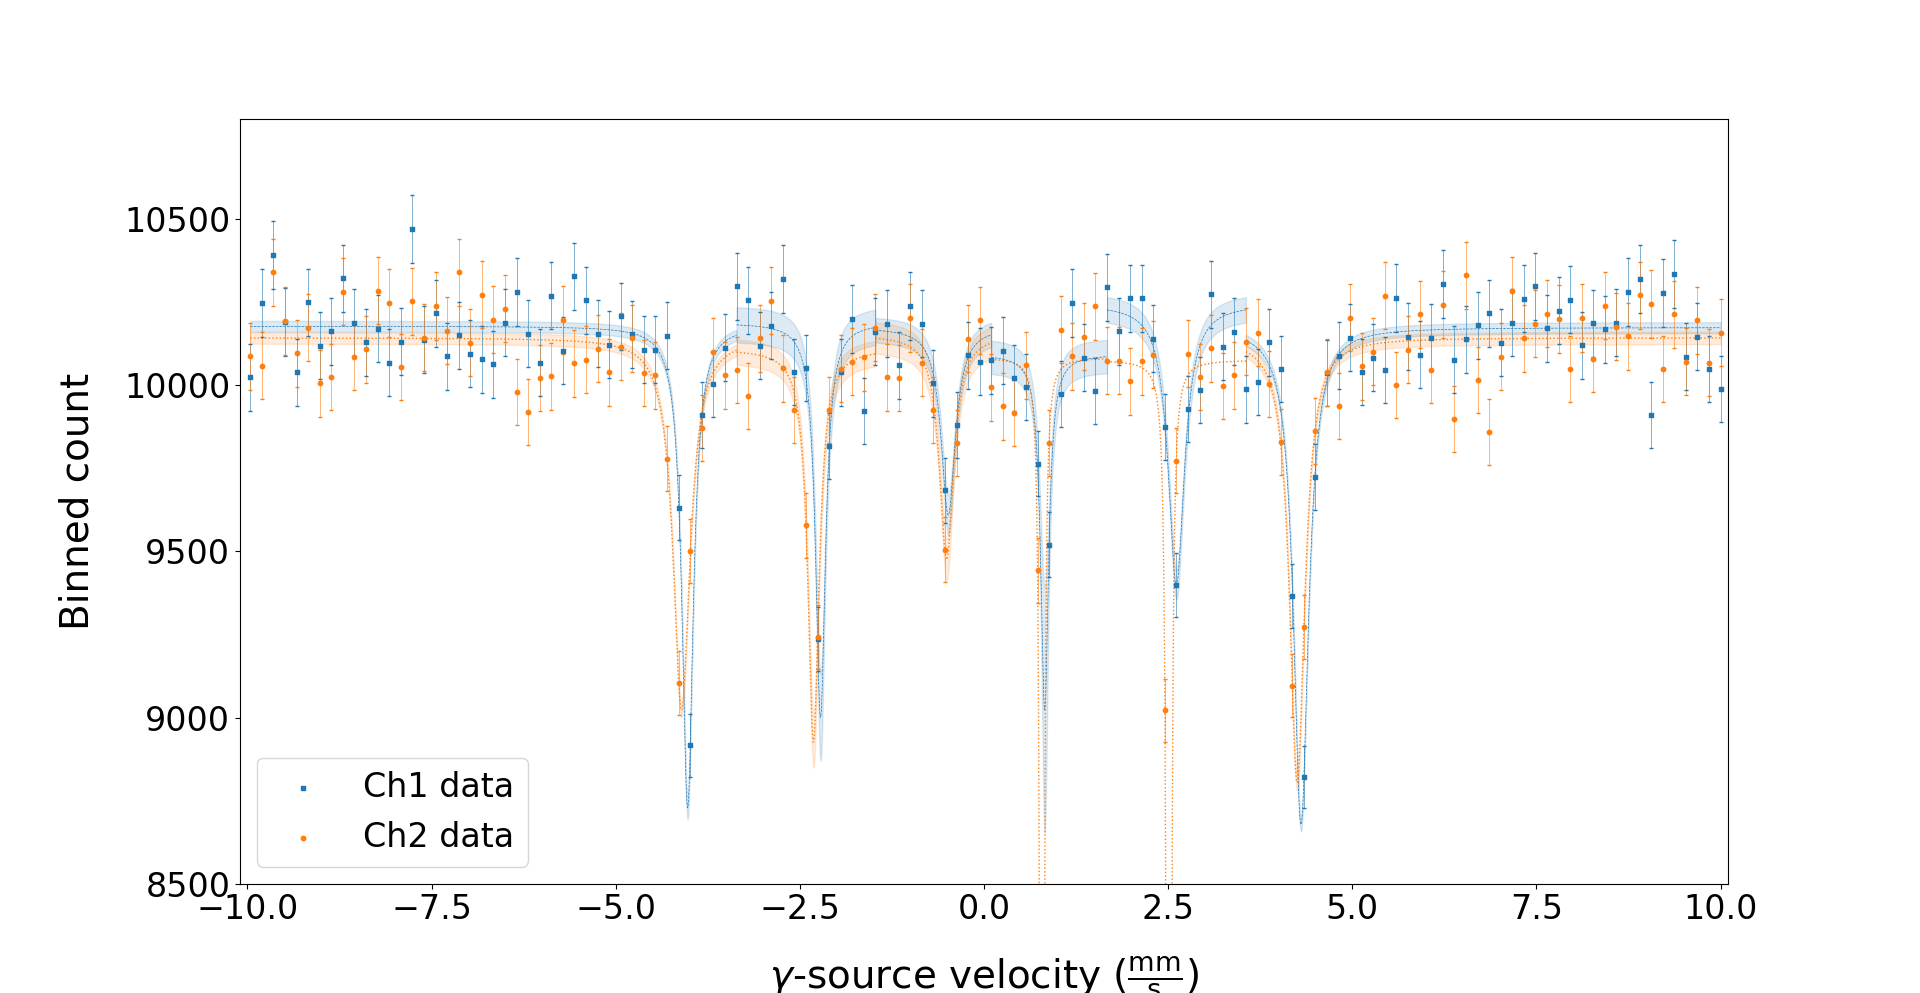 10500
10000
9500
9000
8500
Binned count
Ch1 data
Ch2 data
−10.0 −7.5 −5.0 −2.5 0.0 2.5 5.0 7.5 10.0
γ-source velocity (mm/s)